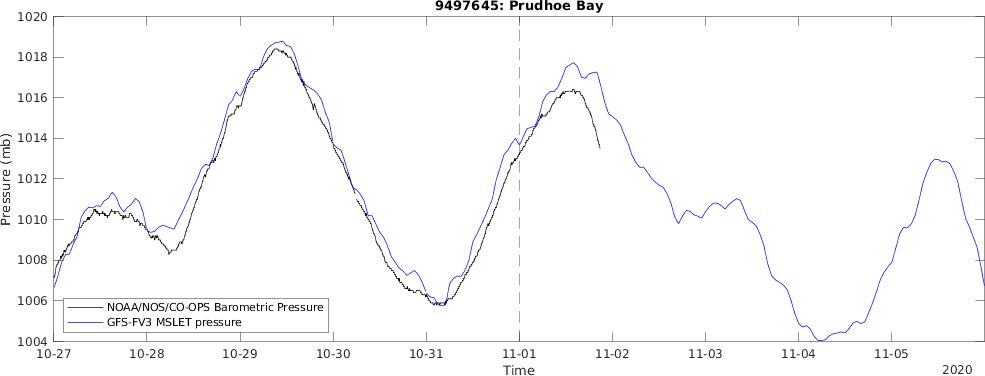 9497645: Prudhoe Bay
1020
1018
1016
1014
1012
1010
1008
1006
1004
Pressure (mb)
NOAA/NOS/CO-OPS Barometric Pressure
GFS-FV3 MSLET pressure
10-27 10-28 10-29 10-30 10-31 11-01 11-02 11-03 11-04 11-05
Time
2020